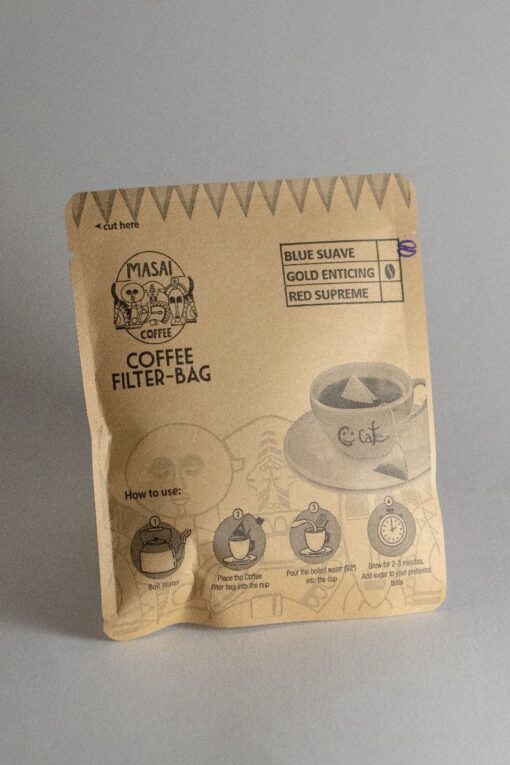 cut here
MASAI
COFFEE
COFFEE
FILTER-BAG
BLUE SUAVE
GOLD ENTICING
RED SUPREME
Cafe
How to use:
1
Boil Water
2
Place the Coffee
filter bag into the cup
3
Pour the boiled water (92°)
into the cup
4
Brew for 2-3 minutes.
Add sugar to your preferred
taste